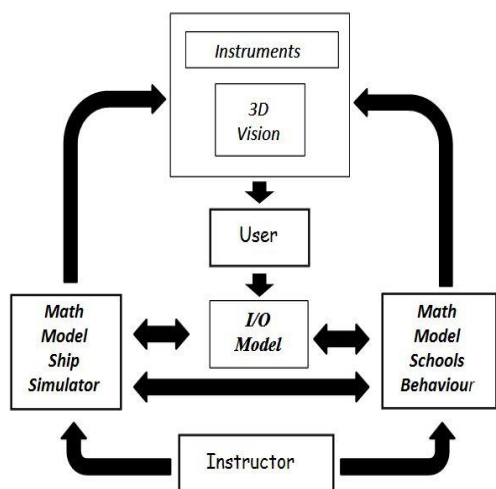 Instruments
3D
Vision
User
Math
Model
Ship
Simulator
I/O
Model
Math
Model
Schools
Behaviour
Instructor